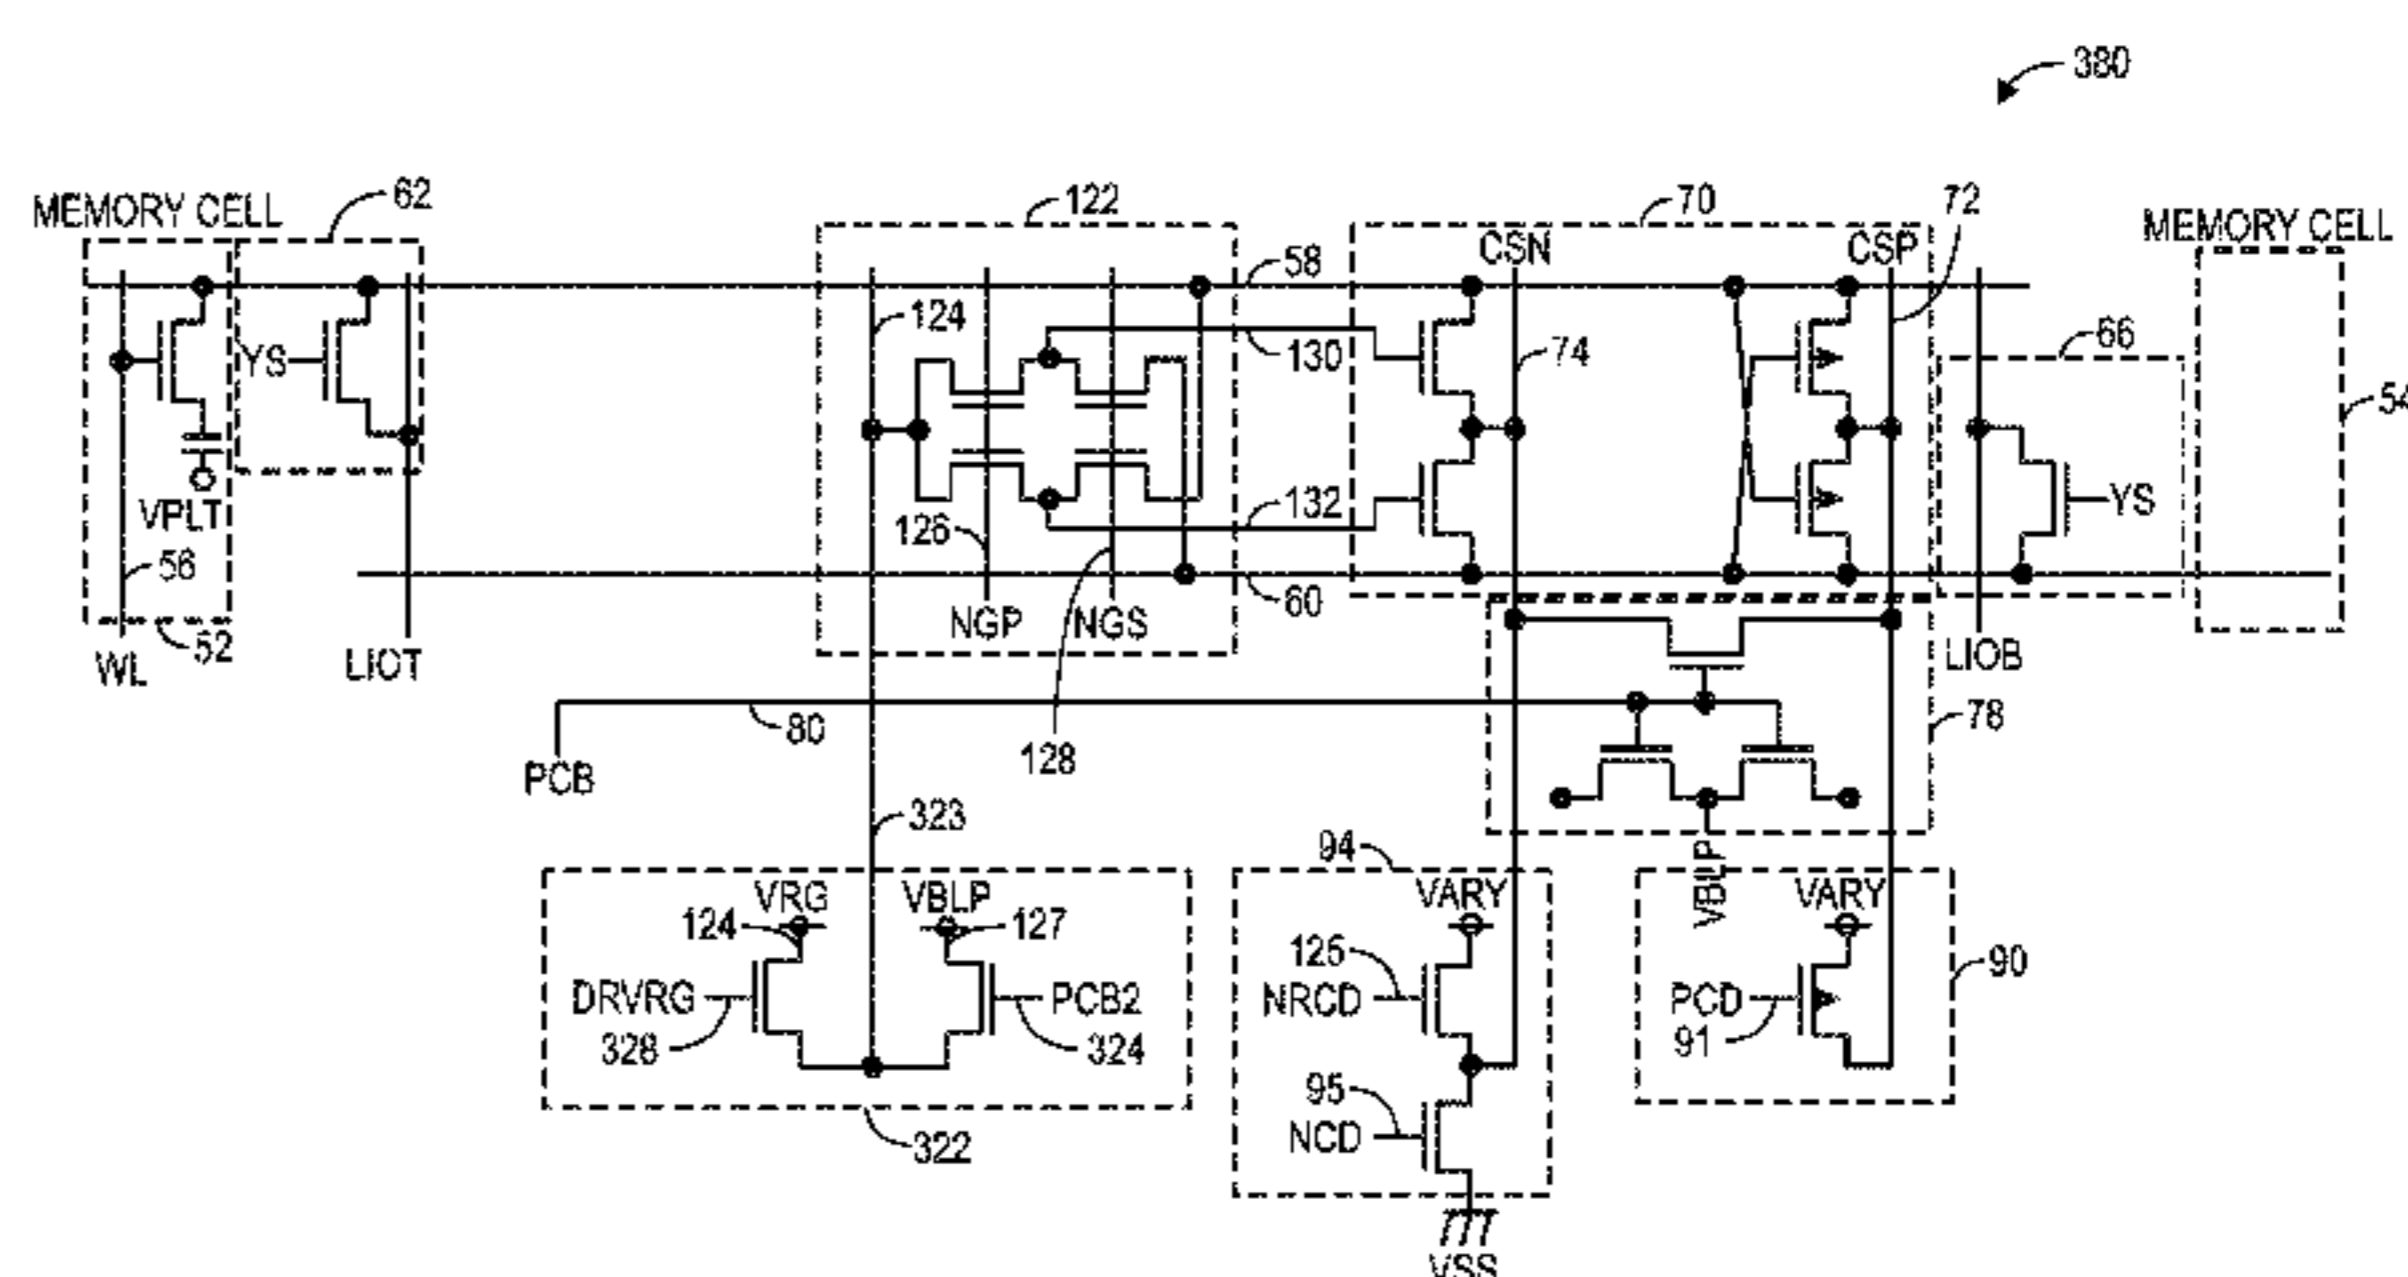 380
MEMORY CELL
62
122
70
72
MEMORY CELL
CSN
CSP
58
124
130
74
66
YS
54
VPLT
126
132
YS
56
60
NGP
NGS
52
WL
LIOT
LIOB
80
128
78
PCB
323
94
VBLP
VRG
VBLP
VARY
VARY
124
127
125
90
DRVRG
PCB2
NRCD
PCD
328
324
91
95
NCD
322
VSS